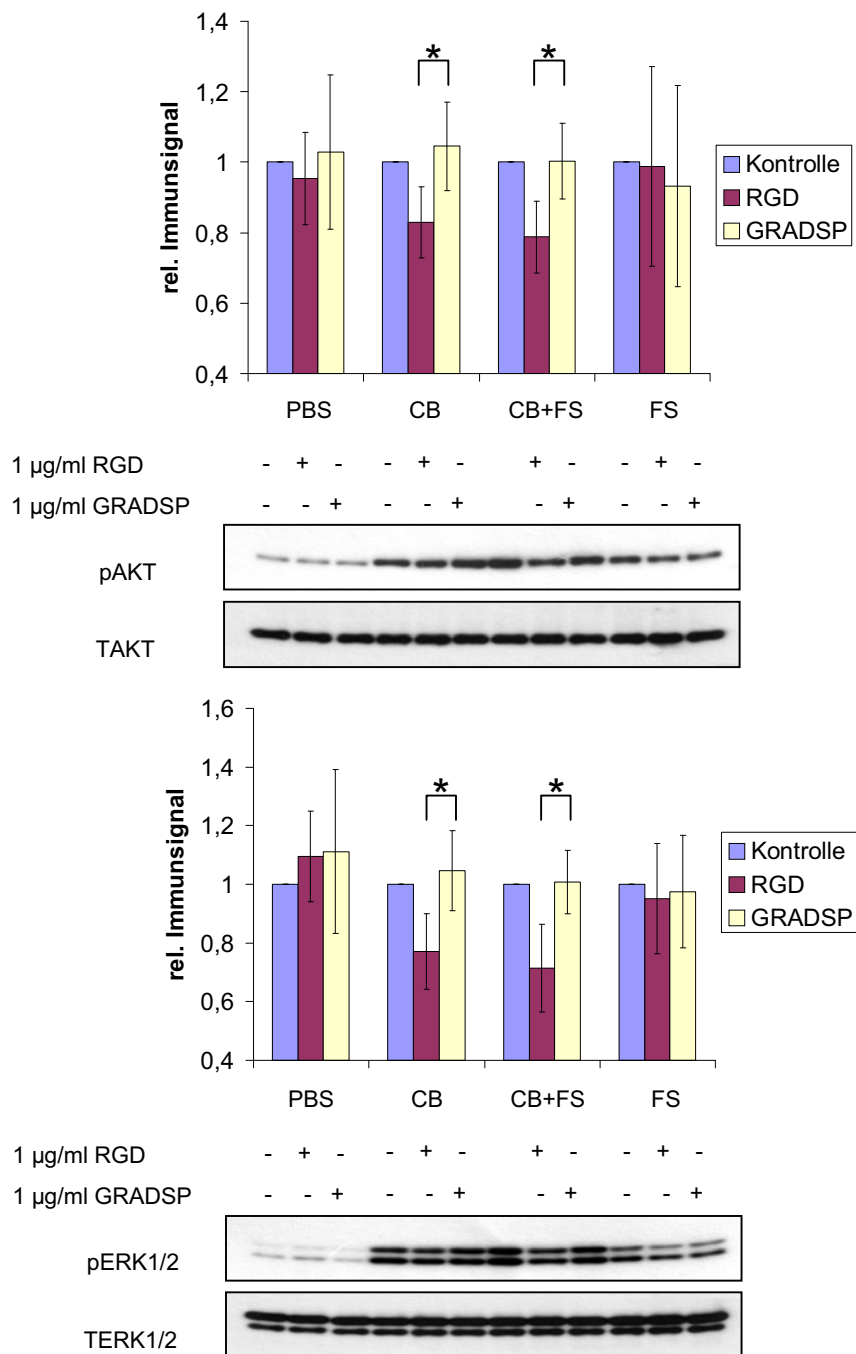 1,4
1,2
1
0,8
0,6
0,4
rel. Immunsignal
* *
PBS CB CB+FS FS
Kontrolle
RGD
GRADSP
1 µg/ml RGD - + - - + - + - - + -
1 µg/ml GRADSP - - + - - + - + - - +
pAKT
TAKT
1,6
1,4
1,2
1
0,8
0,6
0,4
rel. Immunsignal
* *
PBS CB CB+FS FS
Kontrolle
RGD
GRADSP
1 µg/ml RGD - + - - + - + - - + -
1 µg/ml GRADSP - - + - - + - + - - +
pERK1/2
TERK1/2